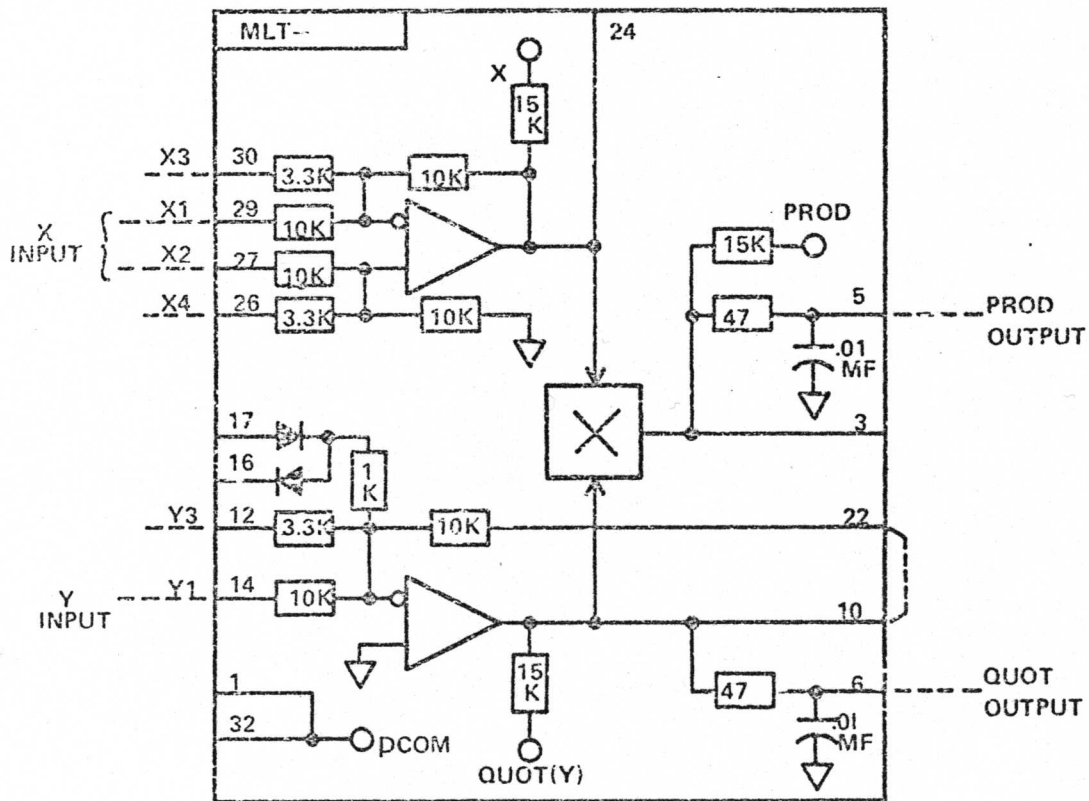 MLT--
24
X
15
K
X3
30
3.3K
10K
X1
29
10K
X
INPUT
X2
27
10K
X4
26
3.3K
10K
PROD
15K
47
5
PROD
OUTPUT
.01
MF
3
17
16
1
K
Y3
12
3.3K
10K
22
Y1
14
10K
Y
INPUT
10
15
K
47
6
QUOT
OUTPUT
.01
MF
1
32
PCOM
QUOT(Y)